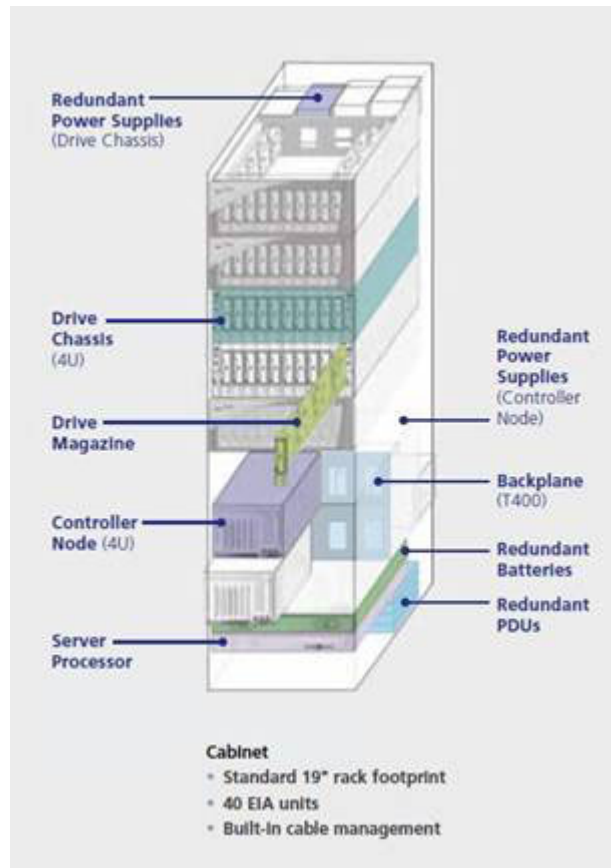 Redundant
Power Supplies
(Drive Chassis)
Drive
Chassis
(4U)
Redundant
Power
Supplies
(Controller
Node)
Drive
Magazine
Backplane
(T400)
Controller
Node (4U)
Redundant
Batteries
Redundant
PDUs
Server
Processor
Cabinet
• Standard 19" rack footprint
• 40 EIA units
• Built-in cable management